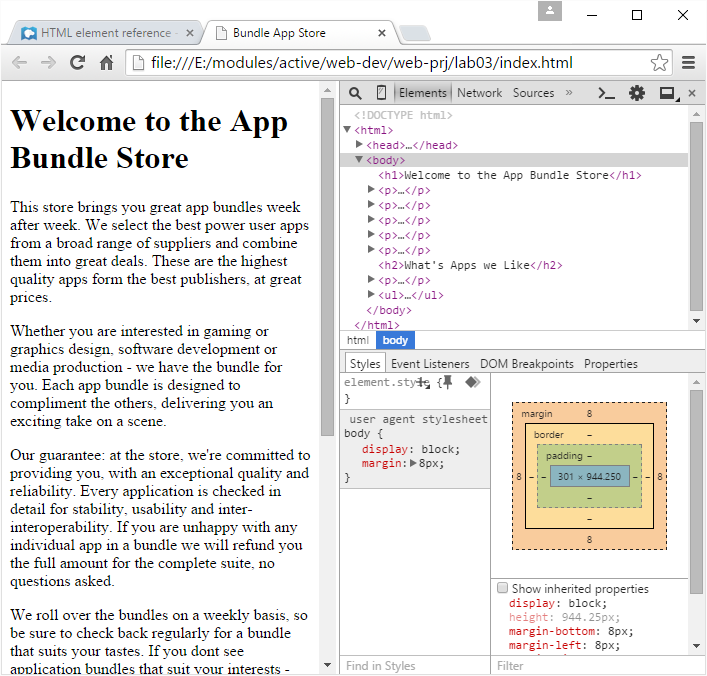 HTML element reference -
Bundle App Store
file:///E:/modules/active/web-dev/web-prj/lab03/index.html
Welcome to the App
Bundle Store
This store brings you great app bundles week
after week. We select the best power user apps
from a broad range of suppliers and combine
them into great deals. These are the highest
quality apps form the best publishers, at great
prices.
Whether you are interested in gaming or
graphics design, software development or
media production - we have the bundle for
you. Each app bundle is designed to
compliment the others, delivering you an
exciting take on a scene.
Our guarantee: at the store, we're committed to
providing you, with an exceptional quality and
reliability. Every application is checked in
detail for stability, usability and inter-
interoperability. If you are unhappy with any
individual app in a bundle we will refund you
the full amount for the complete suite, no
questions asked.
We roll over the bundles on a weekly basis, so
be sure to check back regularly for a bundle
that suits your tastes. If you dont see
application bundles that suit your interests -
Elements Network Sources »
<!DOCTYPE html>
<html>
<head>…</head>
<body>
<h1>Welcome to the App Bundle Store</h1>
<p>…</p>
<p>…</p>
<p>…</p>
<p>…</p>
<p>…</p>
<h2>What's Apps we Like</h2>
<p>…</p>
<ul>…</ul>
</body>
</html>
html body
Styles Event Listeners DOM Breakpoints Properties
element.style {
}
user agent stylesheet
body {
display: block;
margin: 8px;
}
Find in Styles
margin 8
border –
padding –
8 – – 301 × 944.250 – – 8
–
–
8
Show inherited properties
display: block;
height: 944.25px;
margin-bottom: 8px;
margin-left: 8px;
Filter